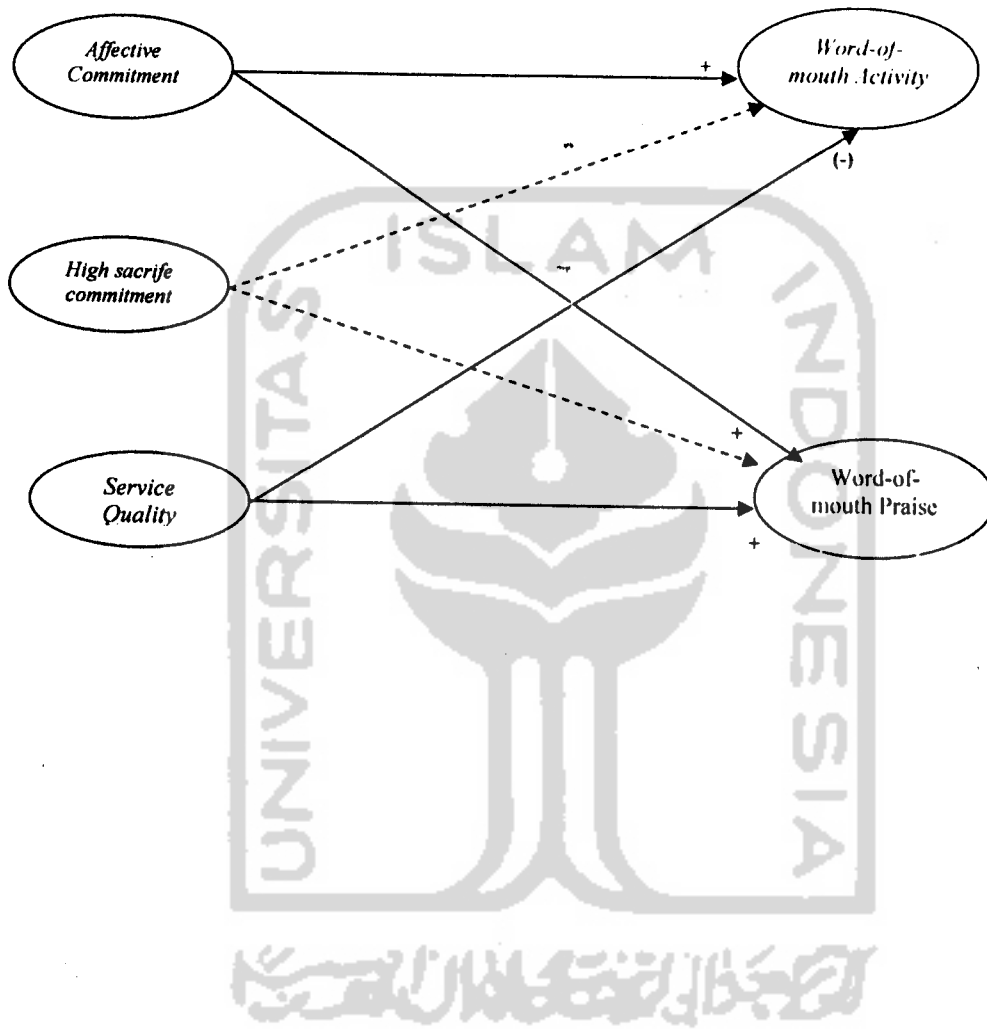 Affective
Commitment
Word-of-
mouth Activity
+
(-)
ISLAM
High sacrife
commitment
UNIVERSITAS
INDONESIA
+
Service
Quality
Word-of-
mouth Praise
+